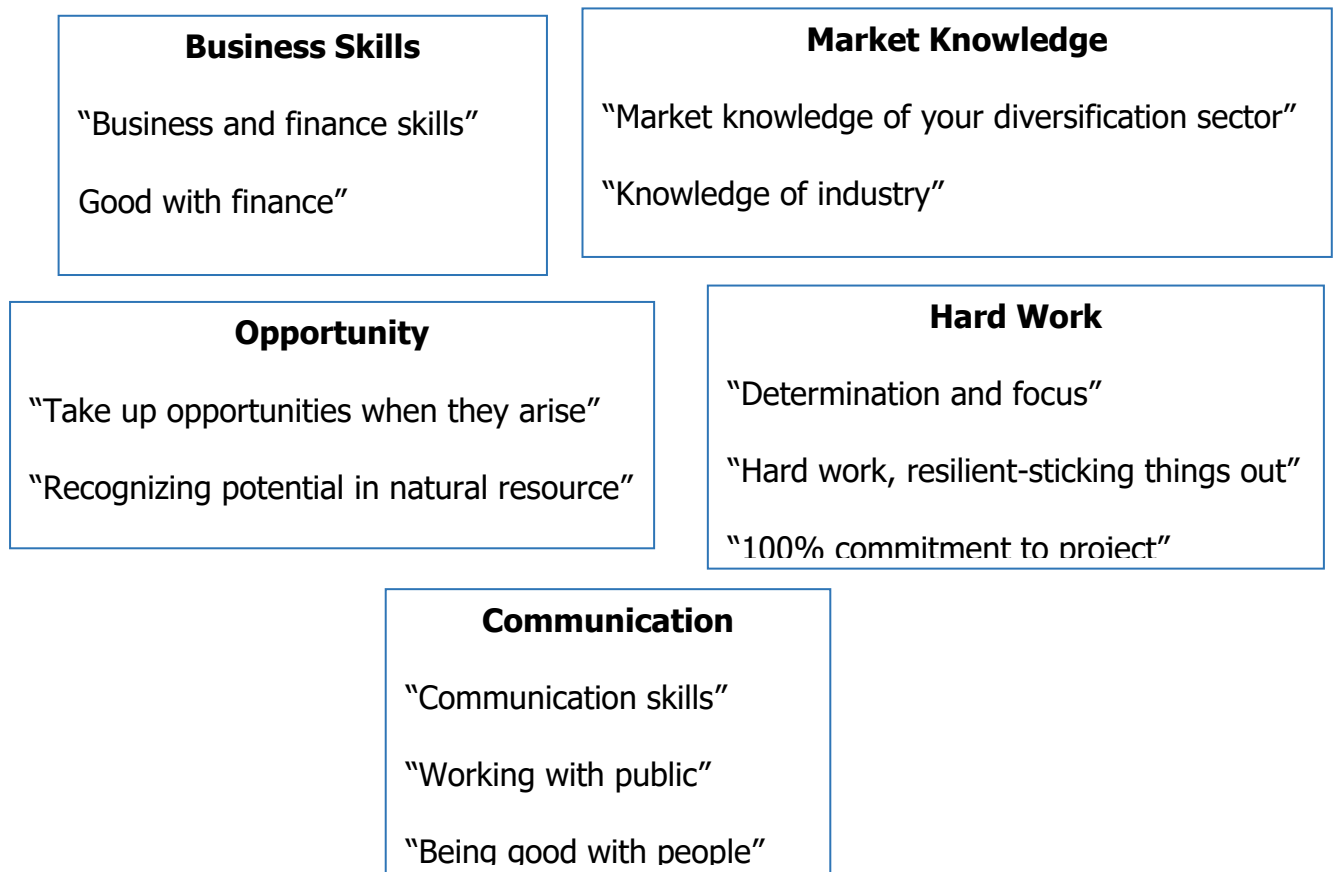 Business Skills
“Business and finance skills”
Good with finance”
Market Knowledge
“Market knowledge of your diversification sector”
“Knowledge of industry”
Opportunity
“Take up opportunities when they arise”
“Recognizing potential in natural resource”
Hard Work
“Determination and focus”
“Hard work, resilient-sticking things out”
“100% commitment to project”
Communication
“Communication skills”
“Working with public”
“Being good with people”